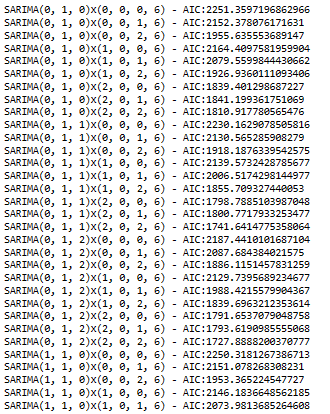 SARIMA(0, 1, 0)x(0, 0, 0, 6) - AIC:2251.3597196862966
SARIMA(0, 1, 0)x(0, 0, 1, 6) - AIC:2152.378076171631
SARIMA(0, 1, 0)x(0, 0, 2, 6) - AIC:1955.635553689147
SARIMA(0, 1, 0)x(1, 0, 0, 6) - AIC:2164.4097581959904
SARIMA(0, 1, 0)x(1, 0, 1, 6) - AIC:2079.5599844430662
SARIMA(0, 1, 0)x(1, 0, 2, 6) - AIC:1926.9360111093406
SARIMA(0, 1, 0)x(2, 0, 0, 6) - AIC:1839.401298687227
SARIMA(0, 1, 0)x(2, 0, 1, 6) - AIC:1841.199361751069
SARIMA(0, 1, 0)x(2, 0, 2, 6) - AIC:1810.917780565476
SARIMA(0, 1, 1)x(0, 0, 0, 6) - AIC:2230.1629078505816
SARIMA(0, 1, 1)x(0, 0, 1, 6) - AIC:2130.565285908279
SARIMA(0, 1, 1)x(0, 0, 2, 6) - AIC:1918.1876339542575
SARIMA(0, 1, 1)x(1, 0, 0, 6) - AIC:2139.5732428785677
SARIMA(0, 1, 1)x(1, 0, 1, 6) - AIC:2006.5174298144977
SARIMA(0, 1, 1)x(1, 0, 2, 6) - AIC:1855.709327440053
SARIMA(0, 1, 1)x(2, 0, 0, 6) - AIC:1798.7885103987048
SARIMA(0, 1, 1)x(2, 0, 1, 6) - AIC:1800.7717933253477
SARIMA(0, 1, 1)x(2, 0, 2, 6) - AIC:1741.6414775358064
SARIMA(0, 1, 2)x(0, 0, 0, 6) - AIC:2187.4410101687104
SARIMA(0, 1, 2)x(0, 0, 1, 6) - AIC:2087.684384021575
SARIMA(0, 1, 2)x(0, 0, 2, 6) - AIC:1886.1151457831259
SARIMA(0, 1, 2)x(1, 0, 0, 6) - AIC:2129.7395689234677
SARIMA(0, 1, 2)x(1, 0, 1, 6) - AIC:1988.4215579904367
SARIMA(0, 1, 2)x(1, 0, 2, 6) - AIC:1839.6963212353614
SARIMA(0, 1, 2)x(2, 0, 0, 6) - AIC:1791.6537079048758
SARIMA(0, 1, 2)x(2, 0, 1, 6) - AIC:1793.6190985555068
SARIMA(0, 1, 2)x(2, 0, 2, 6) - AIC:1727.8888200370777
SARIMA(1, 1, 0)x(0, 0, 0, 6) - AIC:2250.3181267386713
SARIMA(1, 1, 0)x(0, 0, 1, 6) - AIC:2151.078268308231
SARIMA(1, 1, 0)x(0, 0, 2, 6) - AIC:1953.365224547727
SARIMA(1, 1, 0)x(1, 0, 0, 6) - AIC:2146.1836648562185
SARIMA(1, 1, 0)x(1, 0, 1, 6) - AIC:2073.9813685264608